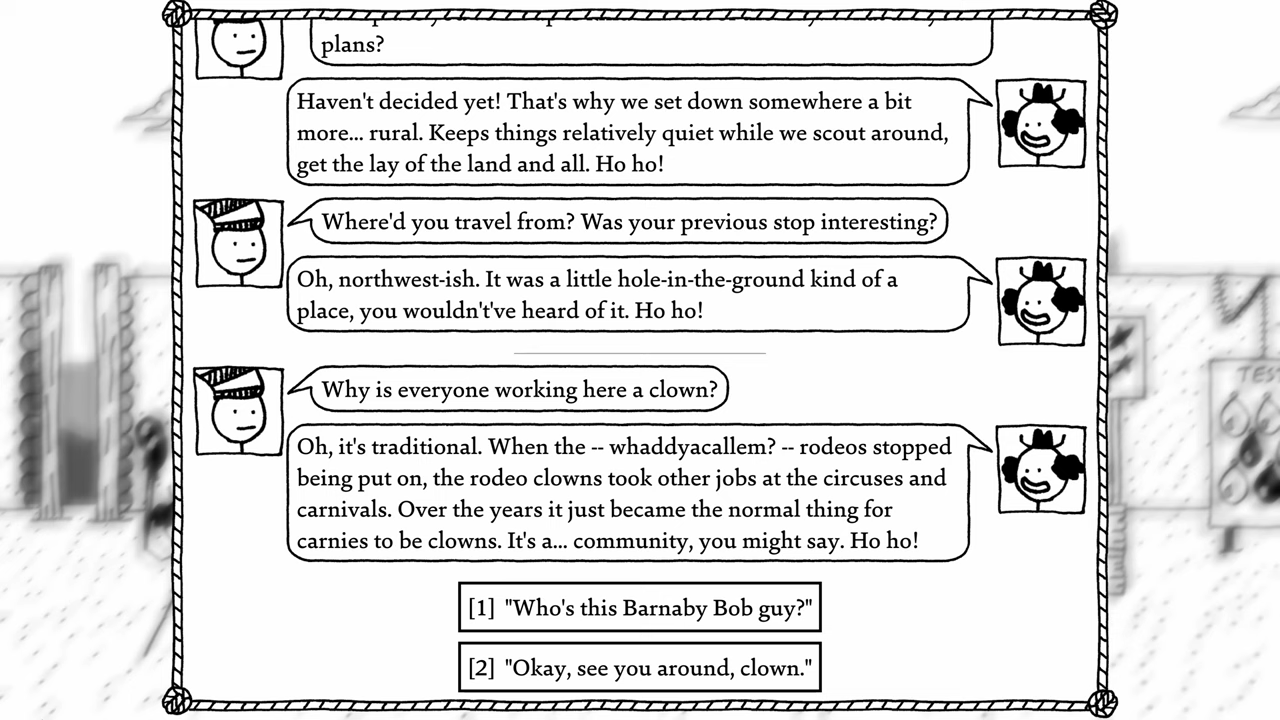 plans?
Haven't decided yet! That's why we set down somewhere a bit
more... rural. Keeps things relatively quiet while we scout around,
get the lay of the land and all. Ho ho!
Where'd you travel from? Was your previous stop interesting?
Oh, northwest-ish. It was a little hole-in-the-ground kind of a
place, you wouldn't've heard of it. Ho ho!
Why is everyone working here a clown?
Oh, it's traditional. When the -- whaddyacallem? -- rodeos stopped
being put on, the rodeo clowns took other jobs at the circuses and
carnivals. Over the years it just became the normal thing for
carnies to be clowns. It's a... community, you might say. Ho ho!
[1] "Who's this Barnaby Bob guy?"
[2] "Okay, see you around, clown."
TEST